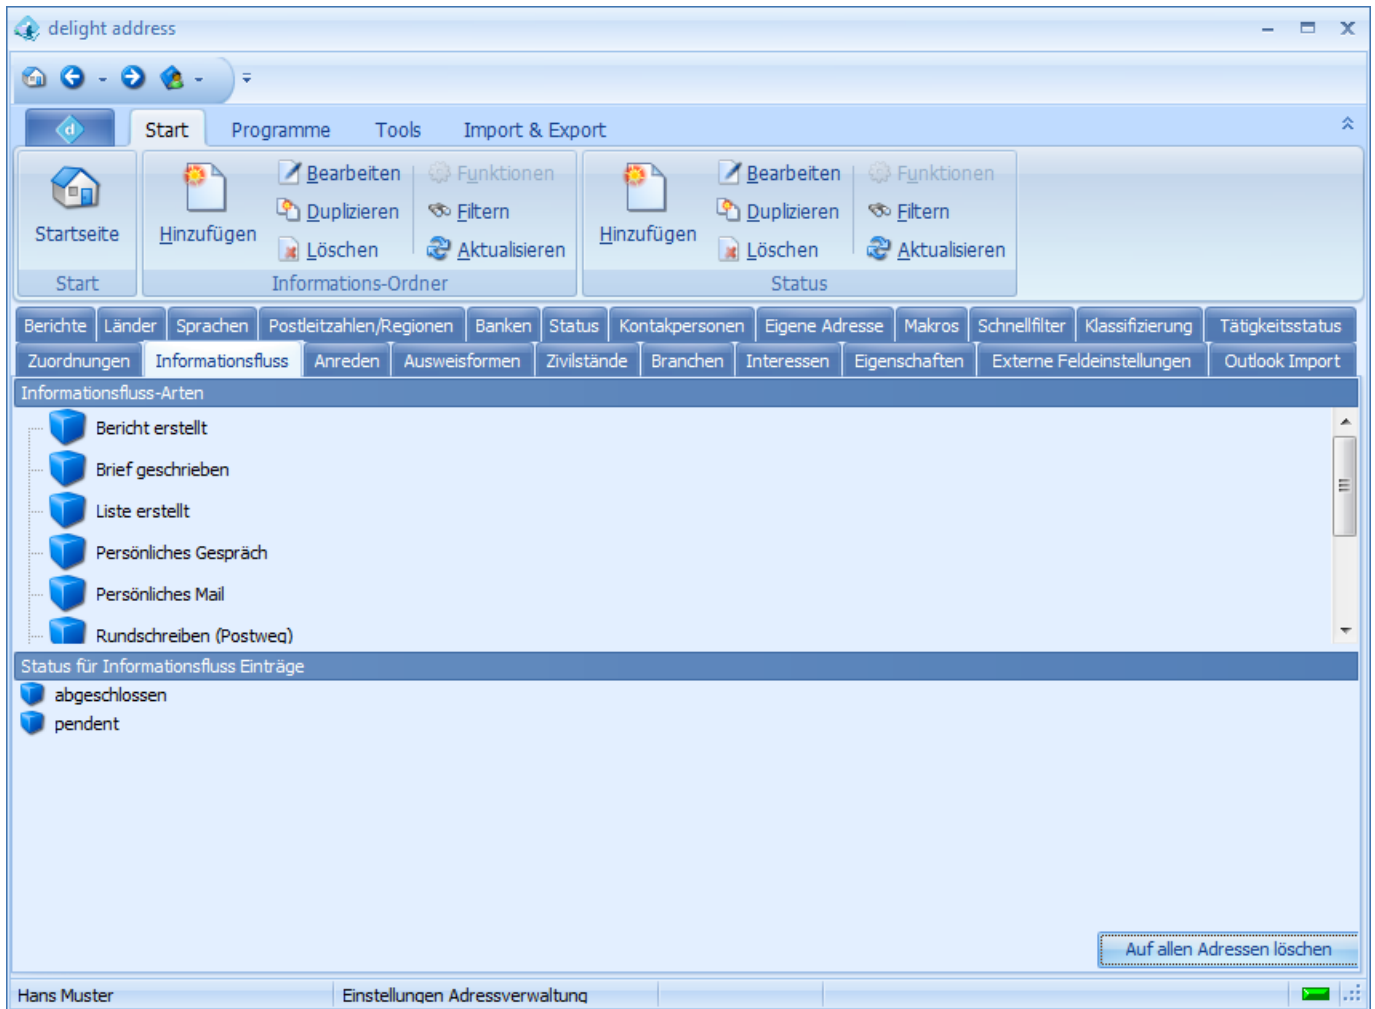 delight address
Start Programme Tools Import & Export
Startseite
Start
Hinzufügen
Bearbeiten
Duplizieren
Löschen
Funktionen
Filtern
Aktualisieren
Informations-Ordner
Hinzufügen
Bearbeiten
Duplizieren
Löschen
Funktionen
Filtern
Aktualisieren
Status
Berichte Länder Sprachen Postleitzahlen/Regionen Banken Status Kontakpersonen Eigene Adresse Makros Schnellfilter Klassifizierung Tätigkeitsstatus
Zuordnungen Informationsfluss Anreden Ausweisformen Zivilstände Branchen Interessen Eigenschaften Externe Feldeinstellungen Outlook Import
Informationsfluss-Arten
Bericht erstellt
Brief geschrieben
Liste erstellt
Persönliches Gespräch
Persönliches Mail
Rundschreiben (Postweg)
Status für Informationsfluss Einträge
abgeschlossen
pendent
Auf allen Adressen löschen
Hans Muster Einstellungen Adressverwaltung